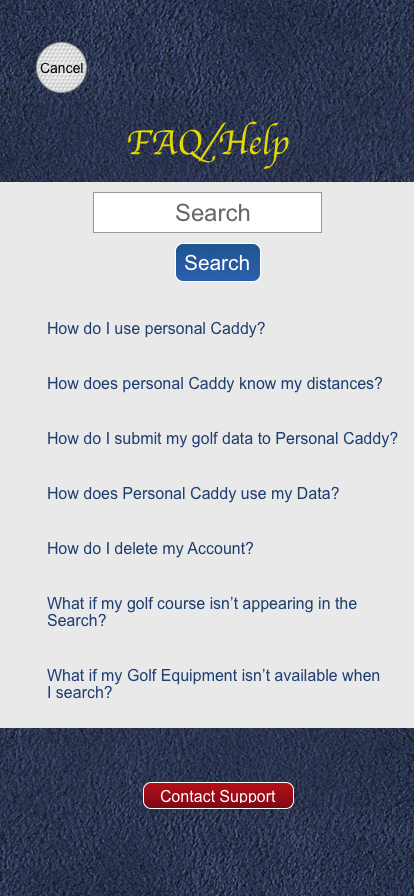 Cancel
FAQ/Help
Search
Search
How do I use personal Caddy?
How does personal Caddy know my distances?
How do I submit my golf data to Personal Caddy?
How does Personal Caddy use my Data?
How do I delete my Account?
What if my golf course isn’t appearing in the
Search?
What if my Golf Equipment isn’t available when
I search?
Contact Support